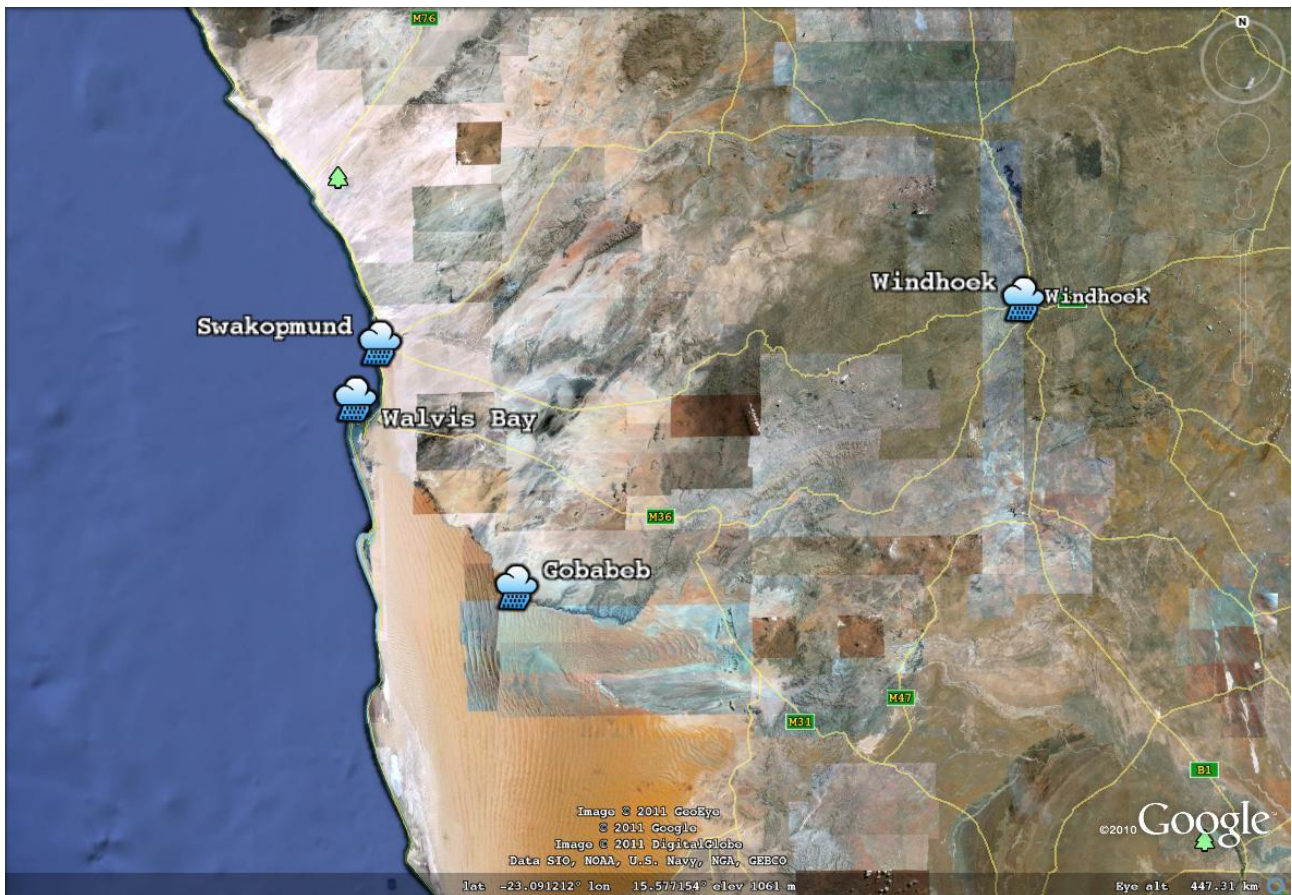 M76
N
Windhoek
Windhoek
Swakopmund
Walvis Bay
M36
Gobabeb
M47
M31
B1
Image © 2011 GeoEye
© 2011 Google
Image © 2011 DigitalGlobe
Data SIO, NOAA, U.S. Navy, NGA, GEBCO
©2010 Google
lat -23.091212° lon 15.577154° elev 1061 m
Eye alt 447.31 km